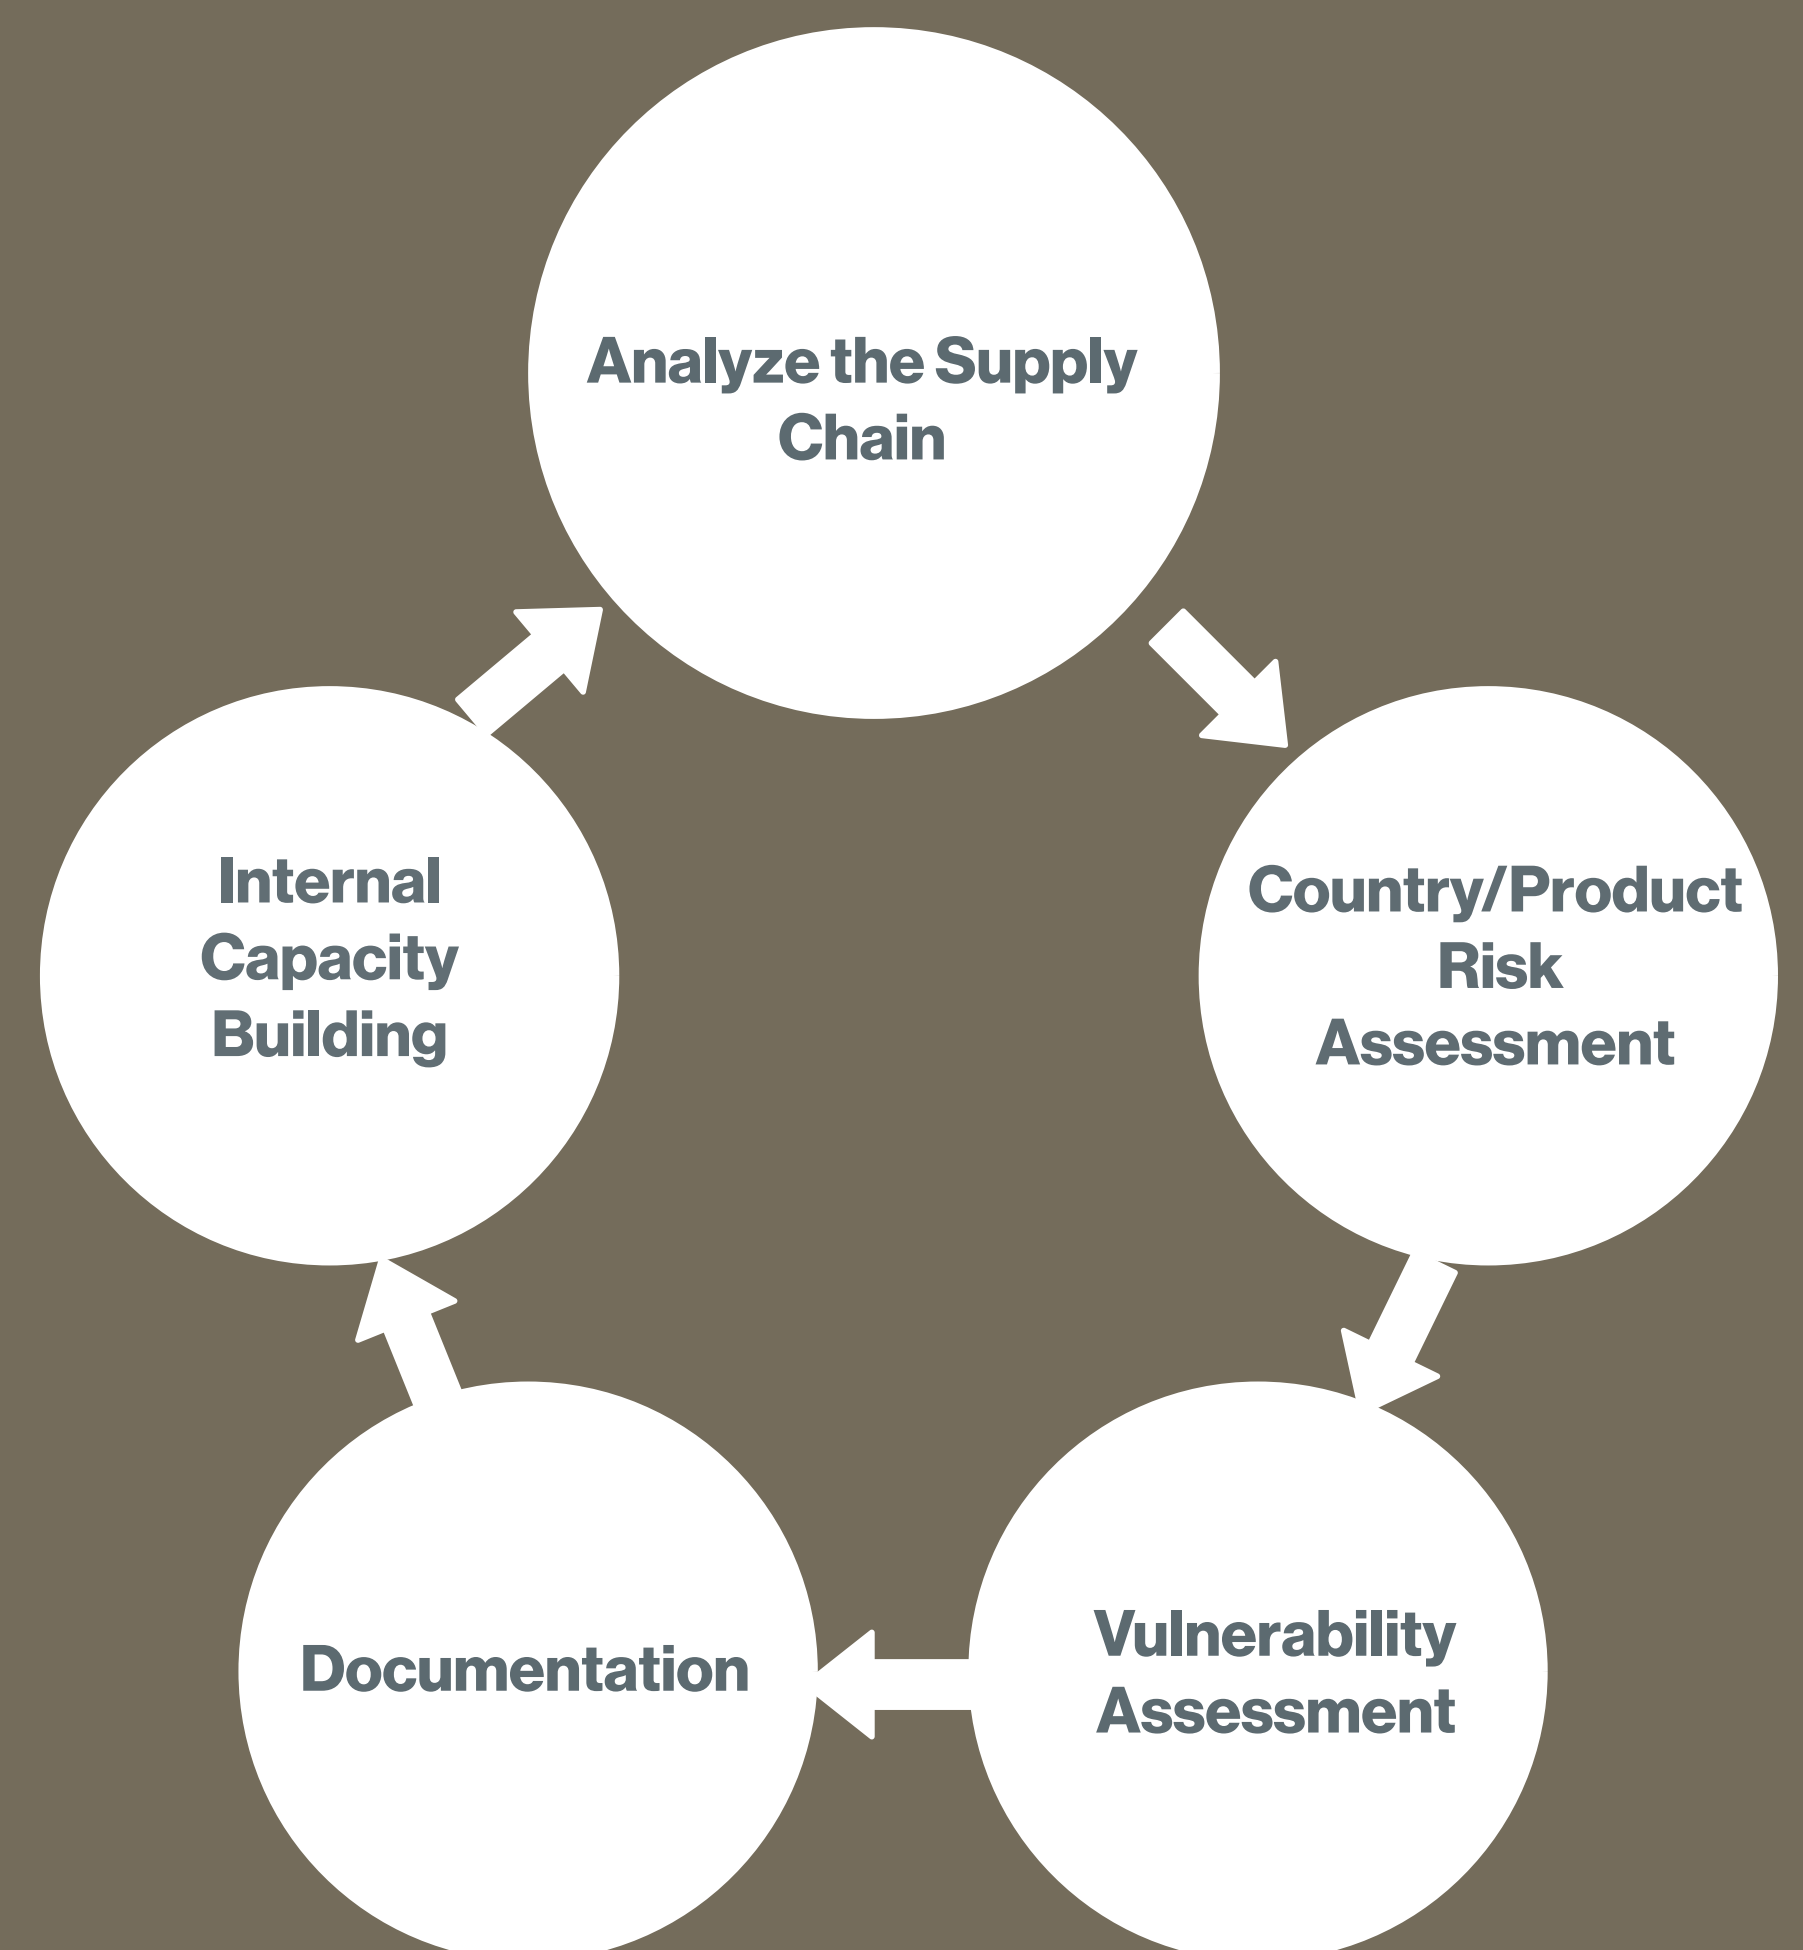 Analyze the Supply
Chain
Country/Product
Risk
Assessment
Vulnerability
Assessment
Documentation
Internal
Capacity
Building